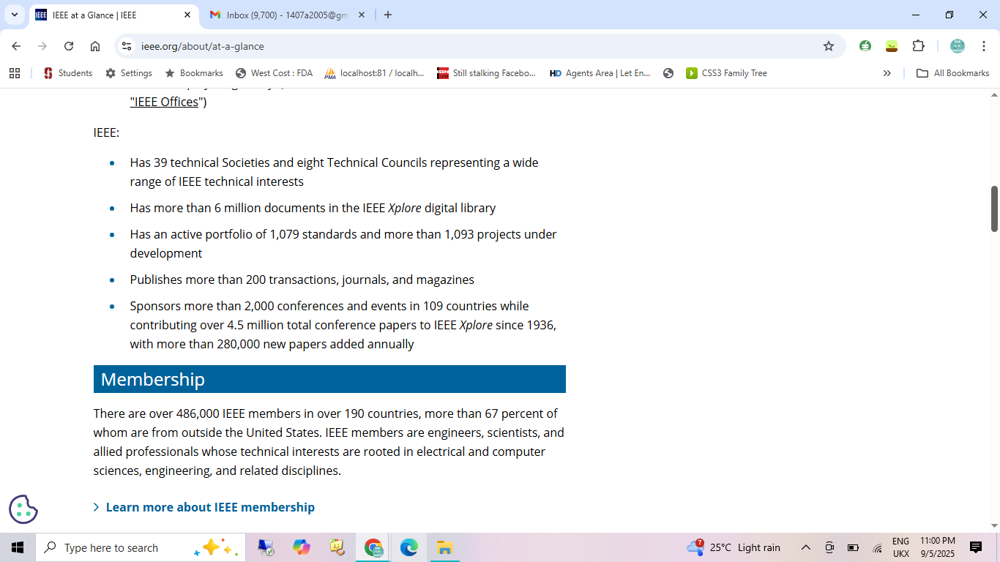 IEEE at a Glance | IEEE
Inbox (9,700) - 1407a2005@gm
ieee.org/about/at-a-glance
Students
Settings
Bookmarks
West Cost : FDA
localhost:81 / localh...
Still stalking Facebo...
HD Agents Area | Let En...
CSS3 Family Tree
All Bookmarks
"IEEE Offices")
IEEE:
Has 39 technical Societies and eight Technical Councils representing a wide
range of IEEE technical interests
Has more than 6 million documents in the IEEE Xplore digital library
Has an active portfolio of 1,079 standards and more than 1,093 projects under
development
Publishes more than 200 transactions, journals, and magazines
Sponsors more than 2,000 conferences and events in 109 countries while
contributing over 4.5 million total conference papers to IEEE Xplore since 1936,
with more than 280,000 new papers added annually
Membership
There are over 486,000 IEEE members in over 190 countries, more than 67 percent of
whom are from outside the United States. IEEE members are engineers, scientists, and
allied professionals whose technical interests are rooted in electrical and computer
sciences, engineering, and related disciplines.
Learn more about IEEE membership
Type here to search
7
25°C Light rain
ENG
UKX
11:00 PM
9/5/2025